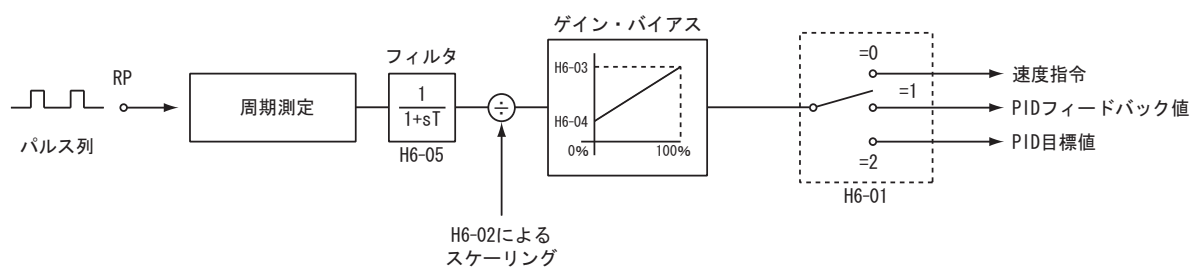 ゲイン・バイアス
フィルタ
RP
パルス列
周期測定
1
1+sT
H6-05
÷
H6-02による
スケーリング
H6-03
H6-04
0%
100%
=0
=1
=2
H6-01
速度指令
PIDフィードバック値
PID目標値